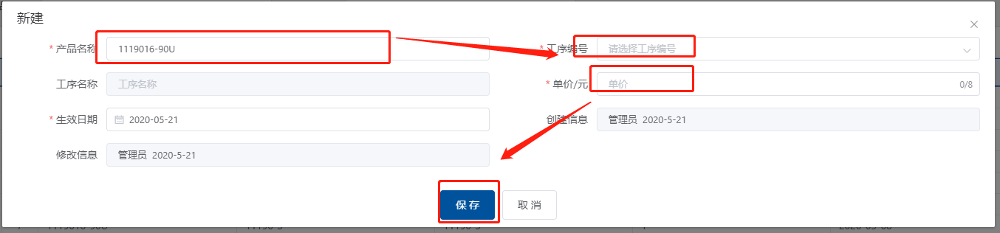 新建
* 产品名称 1119016-90U * 工序编号 请选择工序编号
工序名称 工序名称 * 单价/元 单价 0/8
* 生效日期 2020-05-21 创建信息 管理员 2020-5-21
修改信息 管理员 2020-5-21
保存 取消